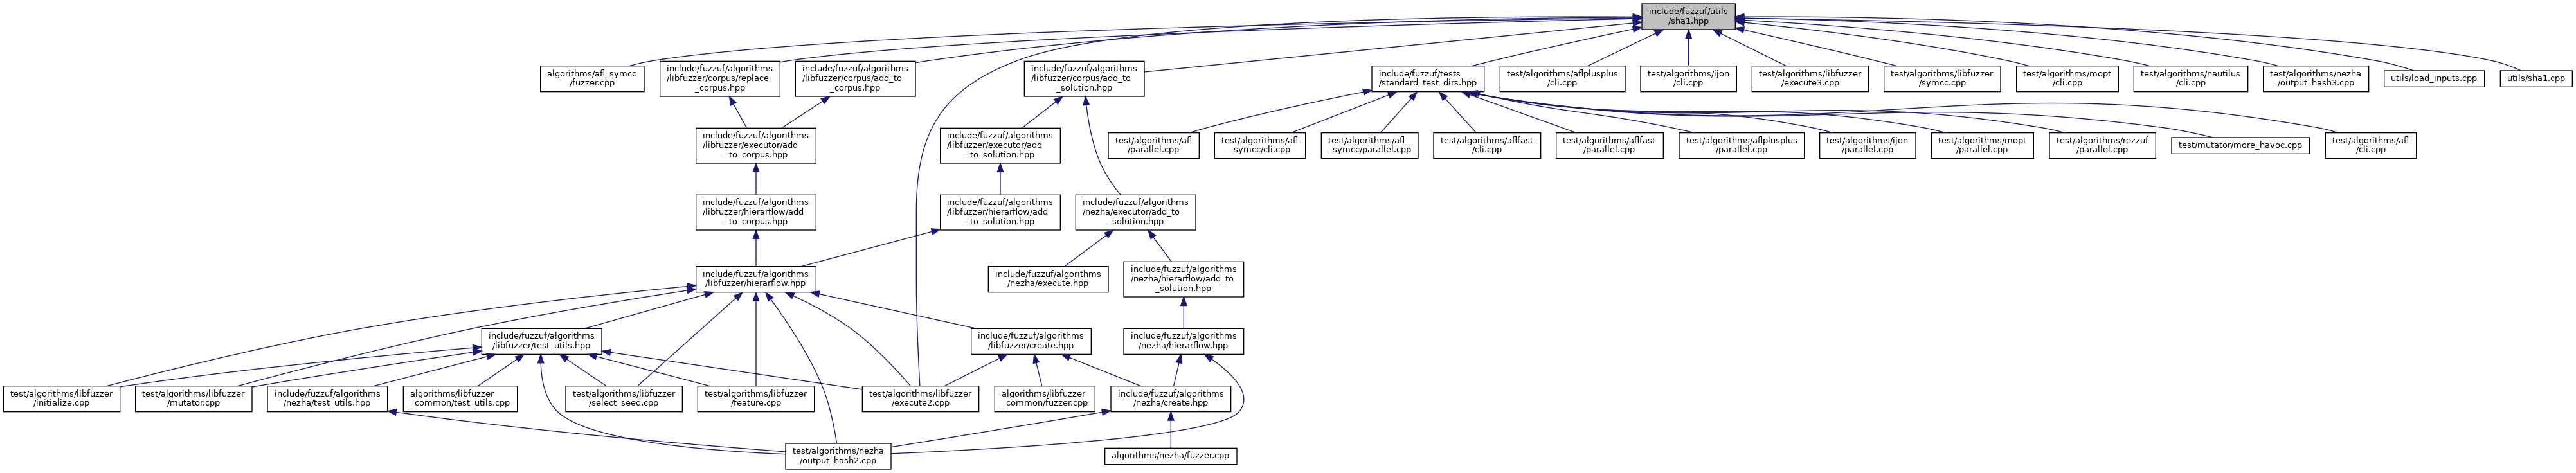 include/fuzzuf/utils
/sha1.hpp
algorithms/afl_symcc
/fuzzer.cpp
include/fuzzuf/algorithms
/libfuzzer/corpus/replace
_corpus.hpp
include/fuzzuf/algorithms
/libfuzzer/corpus/add_to
_corpus.hpp
include/fuzzuf/algorithms
/libfuzzer/corpus/add_to
_solution.hpp
include/fuzzuf/tests
/standard_test_dirs.hpp
test/algorithms/aflplusplus
/cli.cpp
test/algorithms/ijon
/cli.cpp
test/algorithms/libfuzzer
/execute3.cpp
test/algorithms/libfuzzer
/symcc.cpp
test/algorithms/mopt
/cli.cpp
test/algorithms/nautilus
/cli.cpp
test/algorithms/nezha
/output_hash3.cpp
utils/load_inputs.cpp
utils/sha1.cpp
include/fuzzuf/algorithms
/libfuzzer/executor/add
_to_corpus.hpp
include/fuzzuf/algorithms
/libfuzzer/executor/add
_to_solution.hpp
test/algorithms/afl
/parallel.cpp
test/algorithms/afl
_symcc/cli.cpp
test/algorithms/afl
_symcc/parallel.cpp
test/algorithms/aflfast
/cli.cpp
test/algorithms/aflfast
/parallel.cpp
test/algorithms/aflplusplus
/parallel.cpp
test/algorithms/ijon
/parallel.cpp
test/algorithms/mopt
/parallel.cpp
test/algorithms/rezzuf
/parallel.cpp
test/mutator/more_havoc.cpp
test/algorithms/afl
/cli.cpp
include/fuzzuf/algorithms
/libfuzzer/hierarflow/add
_to_corpus.hpp
include/fuzzuf/algorithms
/libfuzzer/hierarflow/add
_to_solution.hpp
include/fuzzuf/algorithms
/nezha/executor/add_to
_solution.hpp
include/fuzzuf/algorithms
/libfuzzer/hierarflow.hpp
include/fuzzuf/algorithms
/nezha/execute.hpp
include/fuzzuf/algorithms
/nezha/hierarflow/add_to
_solution.hpp
include/fuzzuf/algorithms
/libfuzzer/test_utils.hpp
include/fuzzuf/algorithms
/libfuzzer/create.hpp
include/fuzzuf/algorithms
/nezha/hierarflow.hpp
test/algorithms/libfuzzer
/initialize.cpp
test/algorithms/libfuzzer
/mutator.cpp
include/fuzzuf/algorithms
/nezha/test_utils.hpp
algorithms/libfuzzer
_common/test_utils.cpp
test/algorithms/libfuzzer
/select_seed.cpp
test/algorithms/libfuzzer
/feature.cpp
test/algorithms/libfuzzer
/execute2.cpp
algorithms/libfuzzer
_common/fuzzer.cpp
include/fuzzuf/algorithms
/nezha/create.hpp
test/algorithms/nezha
/output_hash2.cpp
algorithms/nezha/fuzzer.cpp